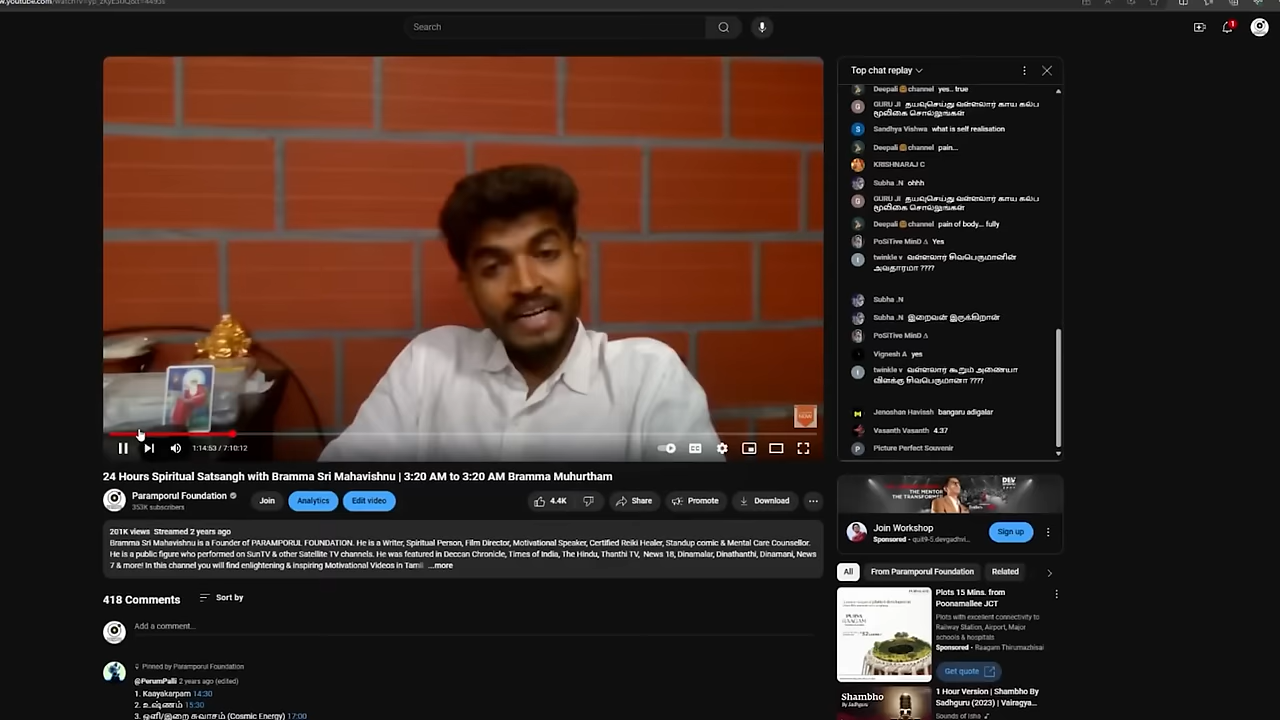 Search
1
Top chat replay
Deepali channel yes.. true
GURU JI தயவுசெய்து வள்ளலார் காய கல்ப
மூலிகை சொல்லுங்கள்
Sandhya Vishwa what is self realisation
Deepali channel pain...
KRISHNARAJ C
Subha .N ohhh
GURU JI தயவுசெய்து வள்ளலார் காய கல்ப
மூலிகை சொல்லுங்கள்
Deepali channel pain of body... fully
PoSiTive MinD Δ Yes
twinkle v வள்ளலார் சிவபெருமானின்
அவதாரமா ????
Subha .N
Subha .N இறைவன் இருக்கிறான்
PoSiTive MinD Δ
Vignesh A yes
twinkle v வள்ளலார் கூறும் அணையா
விளக்கு சிவபெருமானா ????
Jenoshan Havissh bangaru adigalar
Vasanth Vasanth 4.37
Picture Perfect Souvenir
1:14:53 / 7:10:12
24 Hours Spiritual Satsangh with Bramma Sri Mahavishnu | 3:20 AM to 3:20 AM Bramma Muhurtham
Paramporul Foundation
353K subscribers
Join
Analytics
Edit video
4.4K
Share
Promote
Download
201K views Streamed 2 years ago
Bramma Sri Mahavishnu is a Founder of PARAMPORUL FOUNDATION. He is a Writer, Spiritual Person, Film Director, Motivational Speaker, Certified Reiki Healer, Standup comic & Mental Care Counsellor.
He is a public figure who performed on SunTV & other Satellite TV channels. He was featured in Deccan Chronicle, Times of India, The Hindu, Thanthi TV, News 18, Dinamalar, Dinathanthi, Dinamani, News
7 & more! In this channel you will find enlightening & inspiring Motivational Videos in Tamil ...more
418 Comments
Sort by
Add a comment...
Pinned by Paramporul Foundation
@PerumPalli 2 years ago (edited)
1. Kaayakarpam 14:30
2. உஷ்ணம் 15:30
3. ஒளி/இறை சுவாசம் (Cosmic Energy) 17:00
THE MENTOR
Join Workshop
Sponsored
Sign up
All
From Paramporul Foundation
Related
Plots 15 Mins. from
Poonamallee JCT
Plots with excellent connectivity to
Railway Station, Airport, Major
schools & hospitals
Sponsored · Raagam Thirumazhisai
Get quote
Shambho
By Sadhguru
1 Hour Version | Shambho By
Sadhguru (2023) | Vairagya...
Sounds of Isha